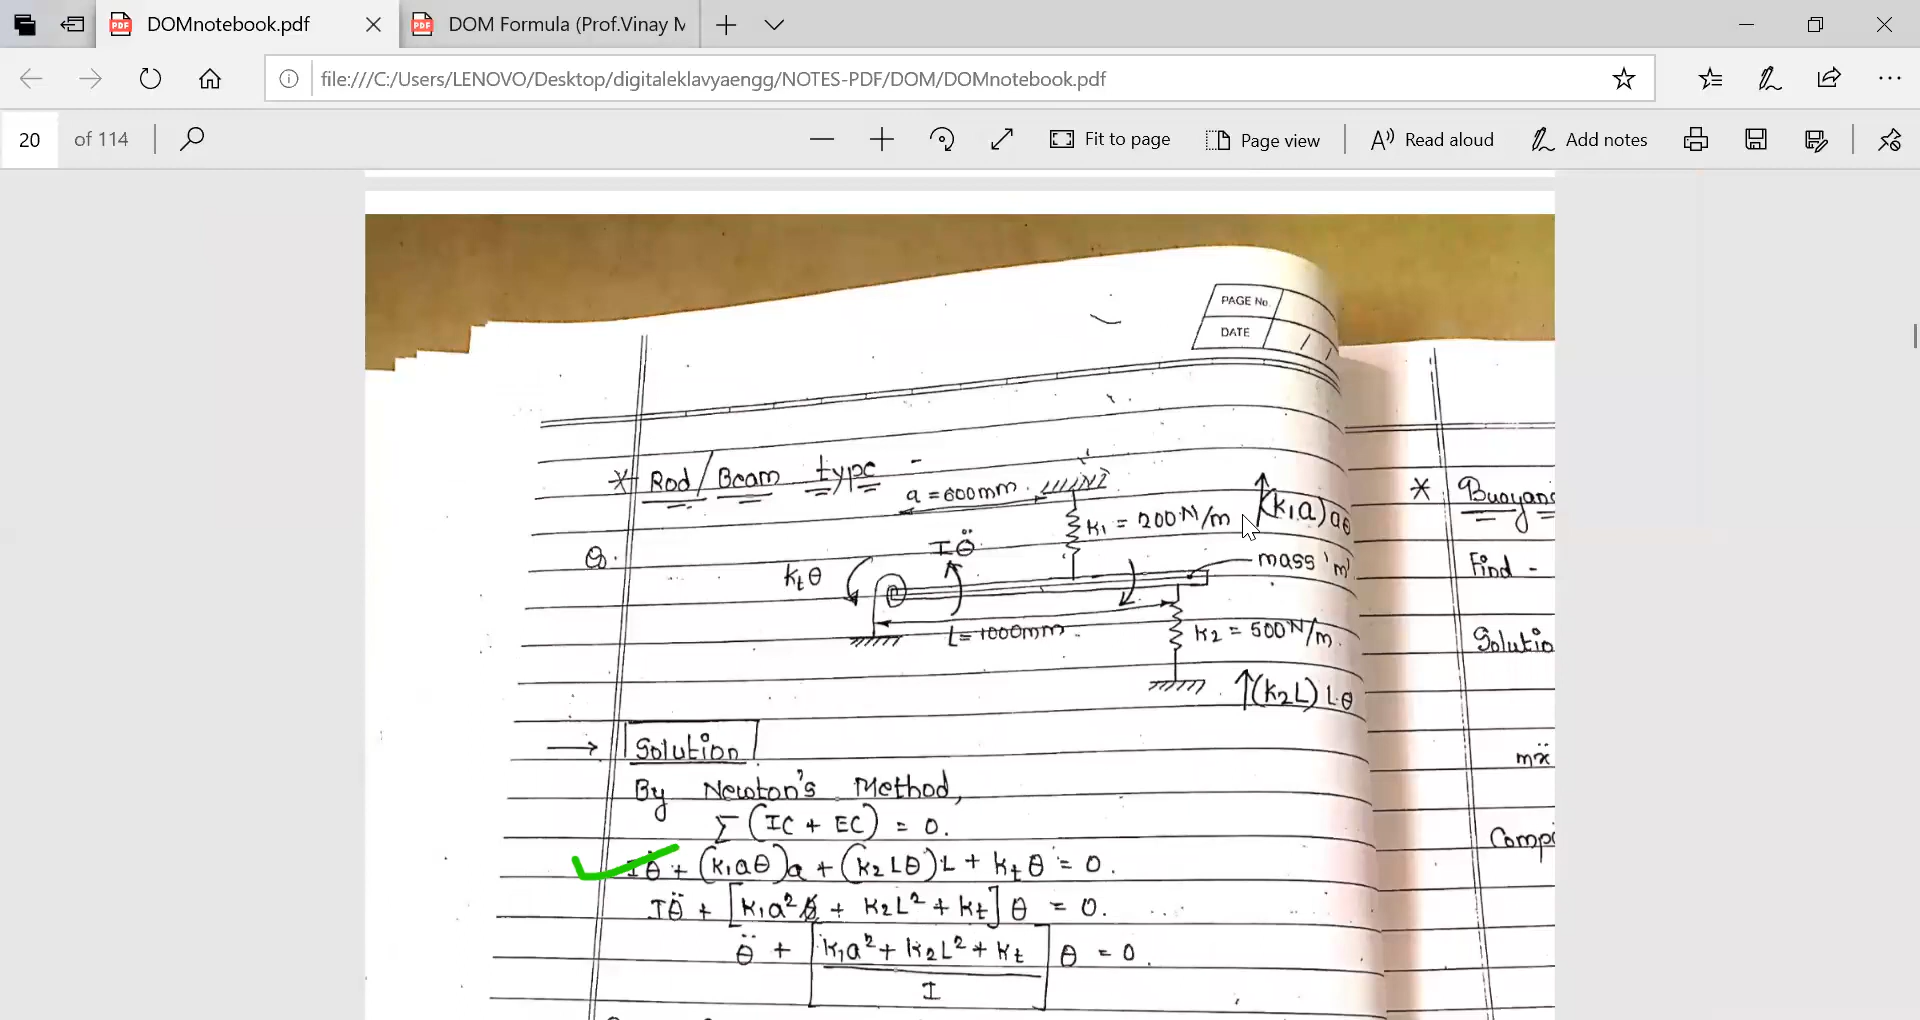 DOMnotebook.pdf
DOM Formula (Prof.Vinay M
file:///C:/Users/LENOVO/Desktop/digitaleklavyaengg/NOTES-PDF/DOM/DOMnotebook.pdf
20 of 114
Fit to page
Page view
Read aloud
Add notes
PAGE No.
DATE / /
* Rod/Beam type -
a = 600mm.
K₁ = 200 N/m
(K₁a) aθ
Q.
Kₜθ
Iθ̈
mass 'm'
L = 1000mm.
K₂ = 500 N/m.
(K₂L) Lθ
→ Solution
By Newton's Method,
Σ (IC + EC) = 0.
Iθ̈ + (K₁aθ)a + (K₂Lθ)L + Kₜθ = 0.
Iθ̈ + [K₁a² + K₂L² + Kₜ] θ = 0.
θ̈ + [K₁a² + K₂L² + Kₜ / I] θ = 0.
* Buoyan
Find -
Solutio
mẍ
Comp